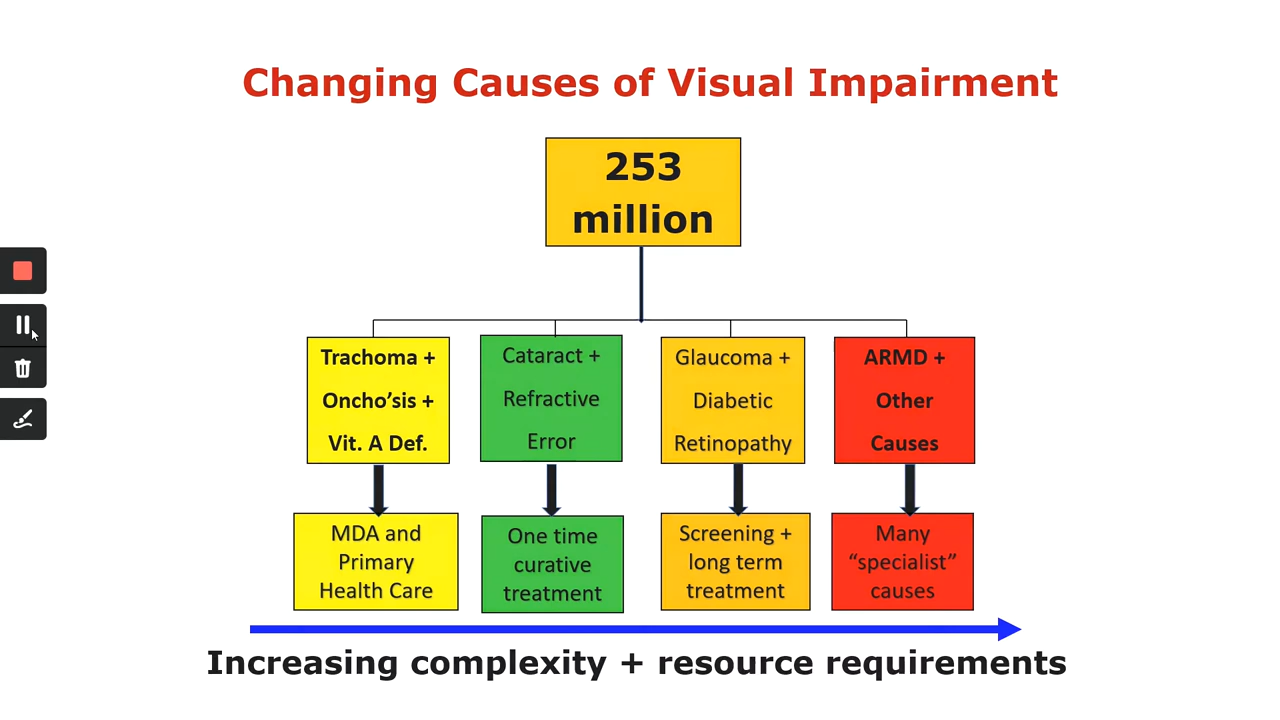 Changing Causes of Visual Impairment
253
million
Trachoma +
Oncho’sis +
Vit. A Def.
Cataract +
Refractive
Error
Glaucoma +
Diabetic
Retinopathy
ARMD +
Other
Causes
MDA and
Primary
Health Care
One time
curative
treatment
Screening +
long term
treatment
Many
“specialist”
causes
Increasing complexity + resource requirements